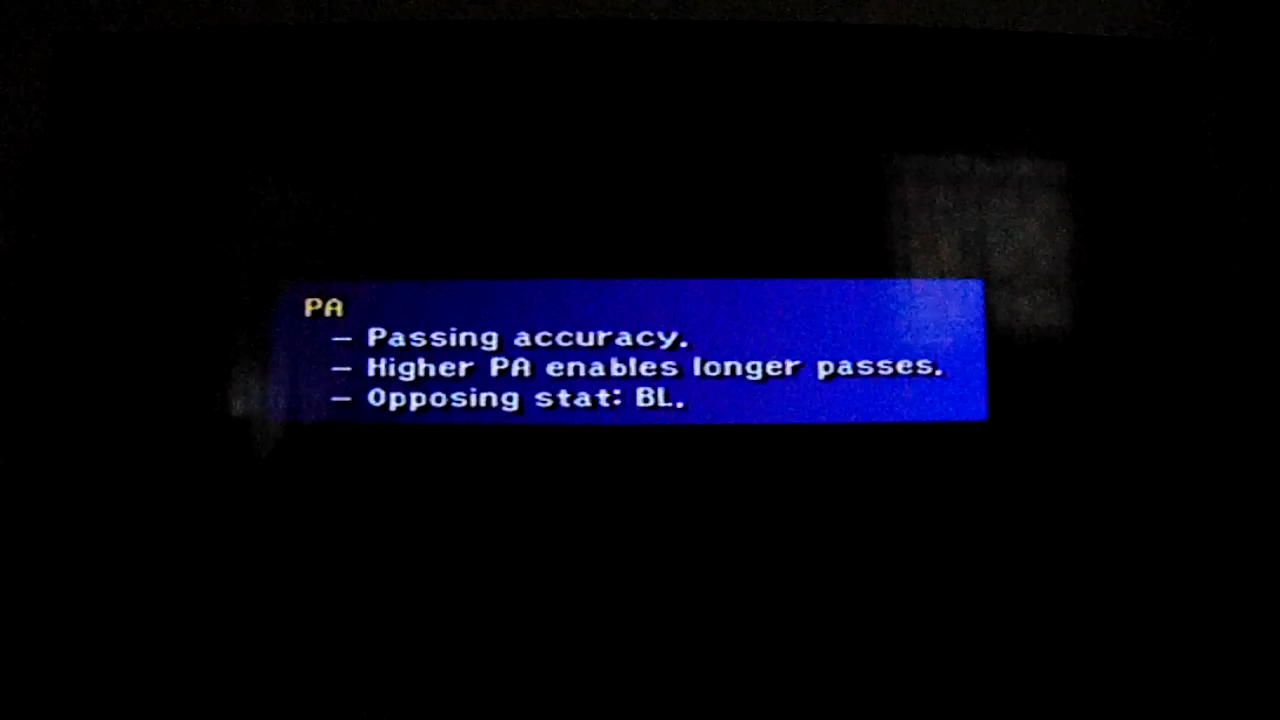 PA
– Passing accuracy.
– Higher PA enables longer passes.
– Opposing stat: BL.